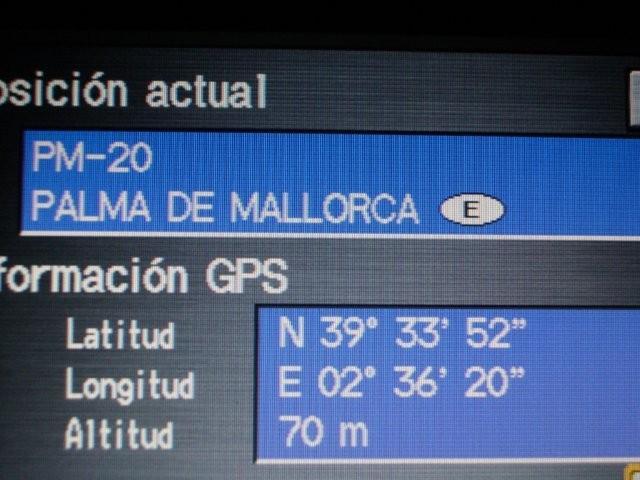 osición actual
PM-20
PALMA DE MALLORCA E
formación GPS
Latitud N 39° 33' 52"
Longitud E 02° 36' 20"
Altitud 70 m